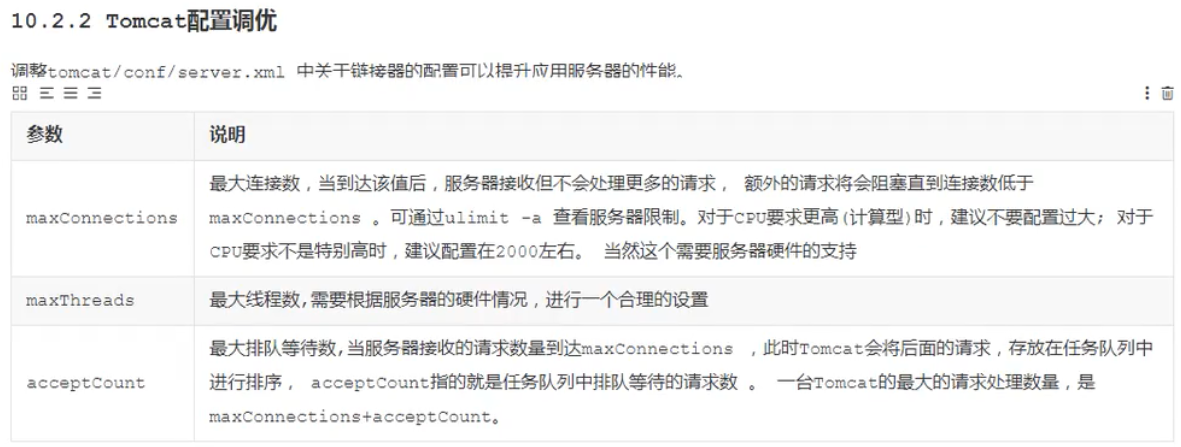 10.2.2 Tomcat配置调优
调整tomcat/conf/server.xml 中关于链接器的配置可以提升应用服务器的性能。
参数 说明
最大连接数，当到达该值后，服务器接收但不会处理更多的请求， 额外的请求将会阻塞直到连接数低于
maxConnections maxConnections 。可通过ulimit -a 查看服务器限制。对于CPU要求更高(计算型)时，建议不要配置过大; 对于
CPU要求不是特别高时，建议配置在2000左右。 当然这个需要服务器硬件的支持
maxThreads 最大线程数,需要根据服务器的硬件情况，进行一个合理的设置
最大排队等待数,当服务器接收的请求数量到达maxConnections ，此时Tomcat会将后面的请求，存放在任务队列中
acceptCount 进行排序， acceptCount指的就是任务队列中排队等待的请求数 。 一台Tomcat的最大的请求处理数量，是
maxConnections+acceptCount。